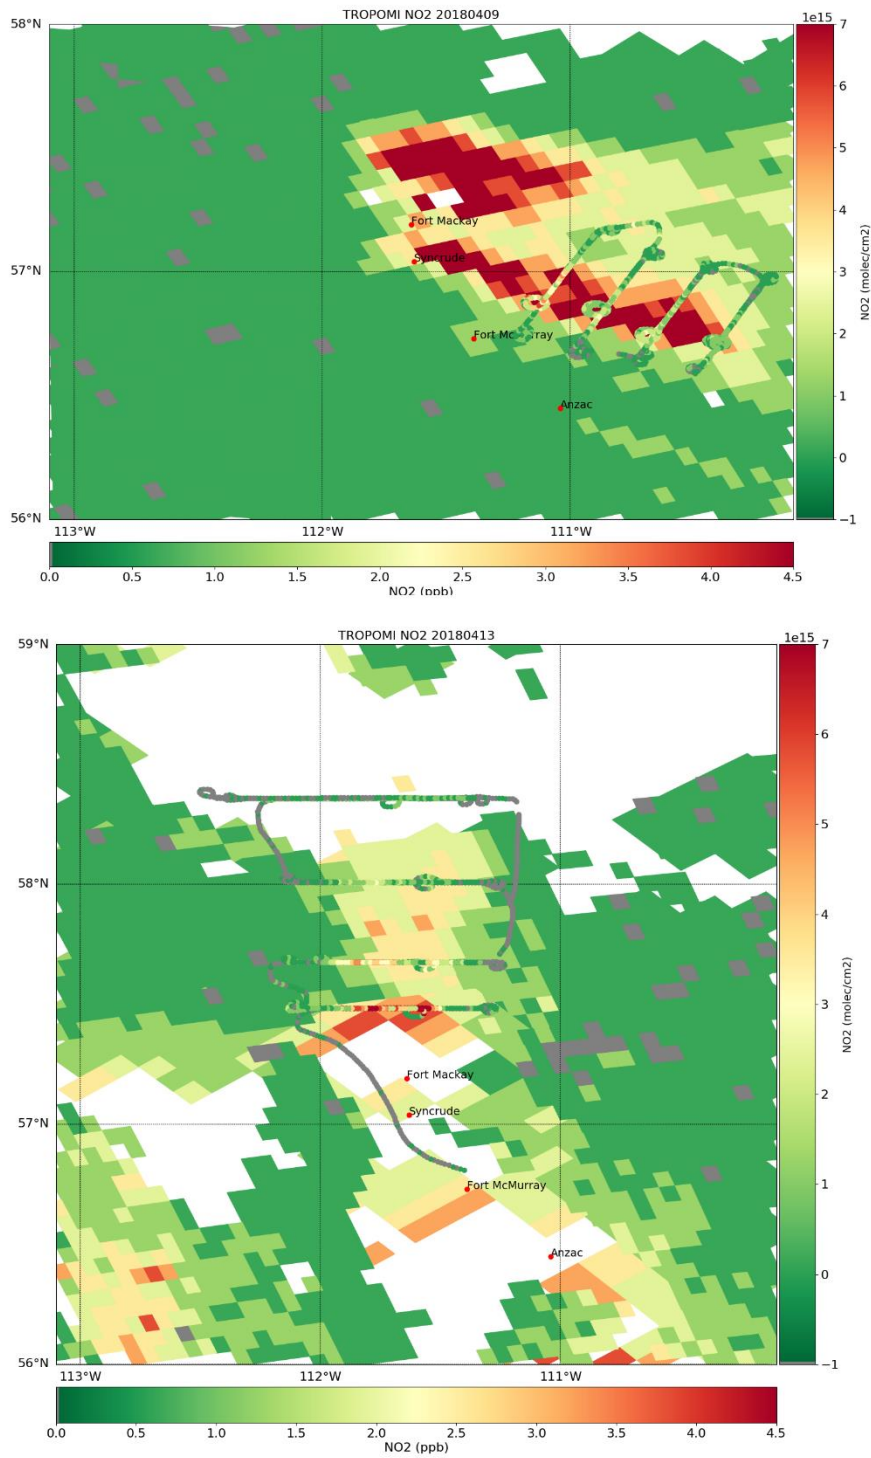 TROPOMI NO2 20180409
1e15
58°N
57°N
56°N
113°W
112°W
111°W
Fort Mackay
Syncrude
Fort Mc rray
Anzac
7
6
5
4
3
2
1
0
−1
NO2 (molec/cm2)
0.0 0.5 1.0 1.5 2.0 2.5 3.0 3.5 4.0 4.5
NO2 (ppb)
TROPOMI NO2 20180413
1e15
59°N
58°N
57°N
56°N
113°W
112°W
111°W
Fort Mackay
Syncrude
Fort McMurray
Anzac
7
6
5
4
3
2
1
0
−1
NO2 (molec/cm2)
0.0 0.5 1.0 1.5 2.0 2.5 3.0 3.5 4.0 4.5
NO2 (ppb)